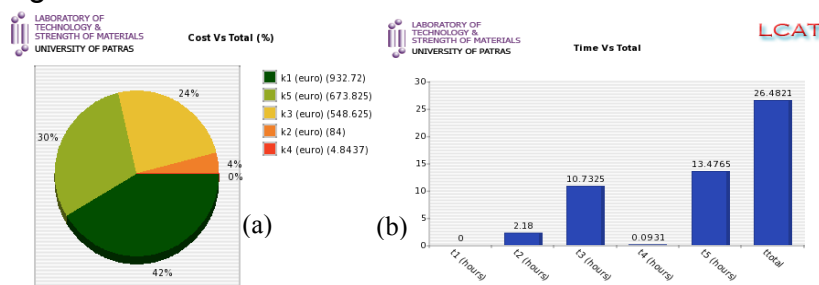 LABORATORY OF
TECHNOLOGY &
STRENGTH OF MATERIALS
UNIVERSITY OF PATRAS
Cost Vs Total (%)
k1 (euro) (932.72)
k5 (euro) (673.825)
k3 (euro) (548.625)
k2 (euro) (84)
k4 (euro) (4.8437)
24%
30%
4%
0%
42%
(a)
LABORATORY OF
TECHNOLOGY &
STRENGTH OF MATERIALS
UNIVERSITY OF PATRAS
Time Vs Total
LCAT
30
25
20
15
10
5
0
0
2.18
10.7325
0.0931
13.4765
26.4821
t1 (hours)
t2 (hours)
t3 (hours)
t4 (hours)
t5 (hours)
ttotal
(b)